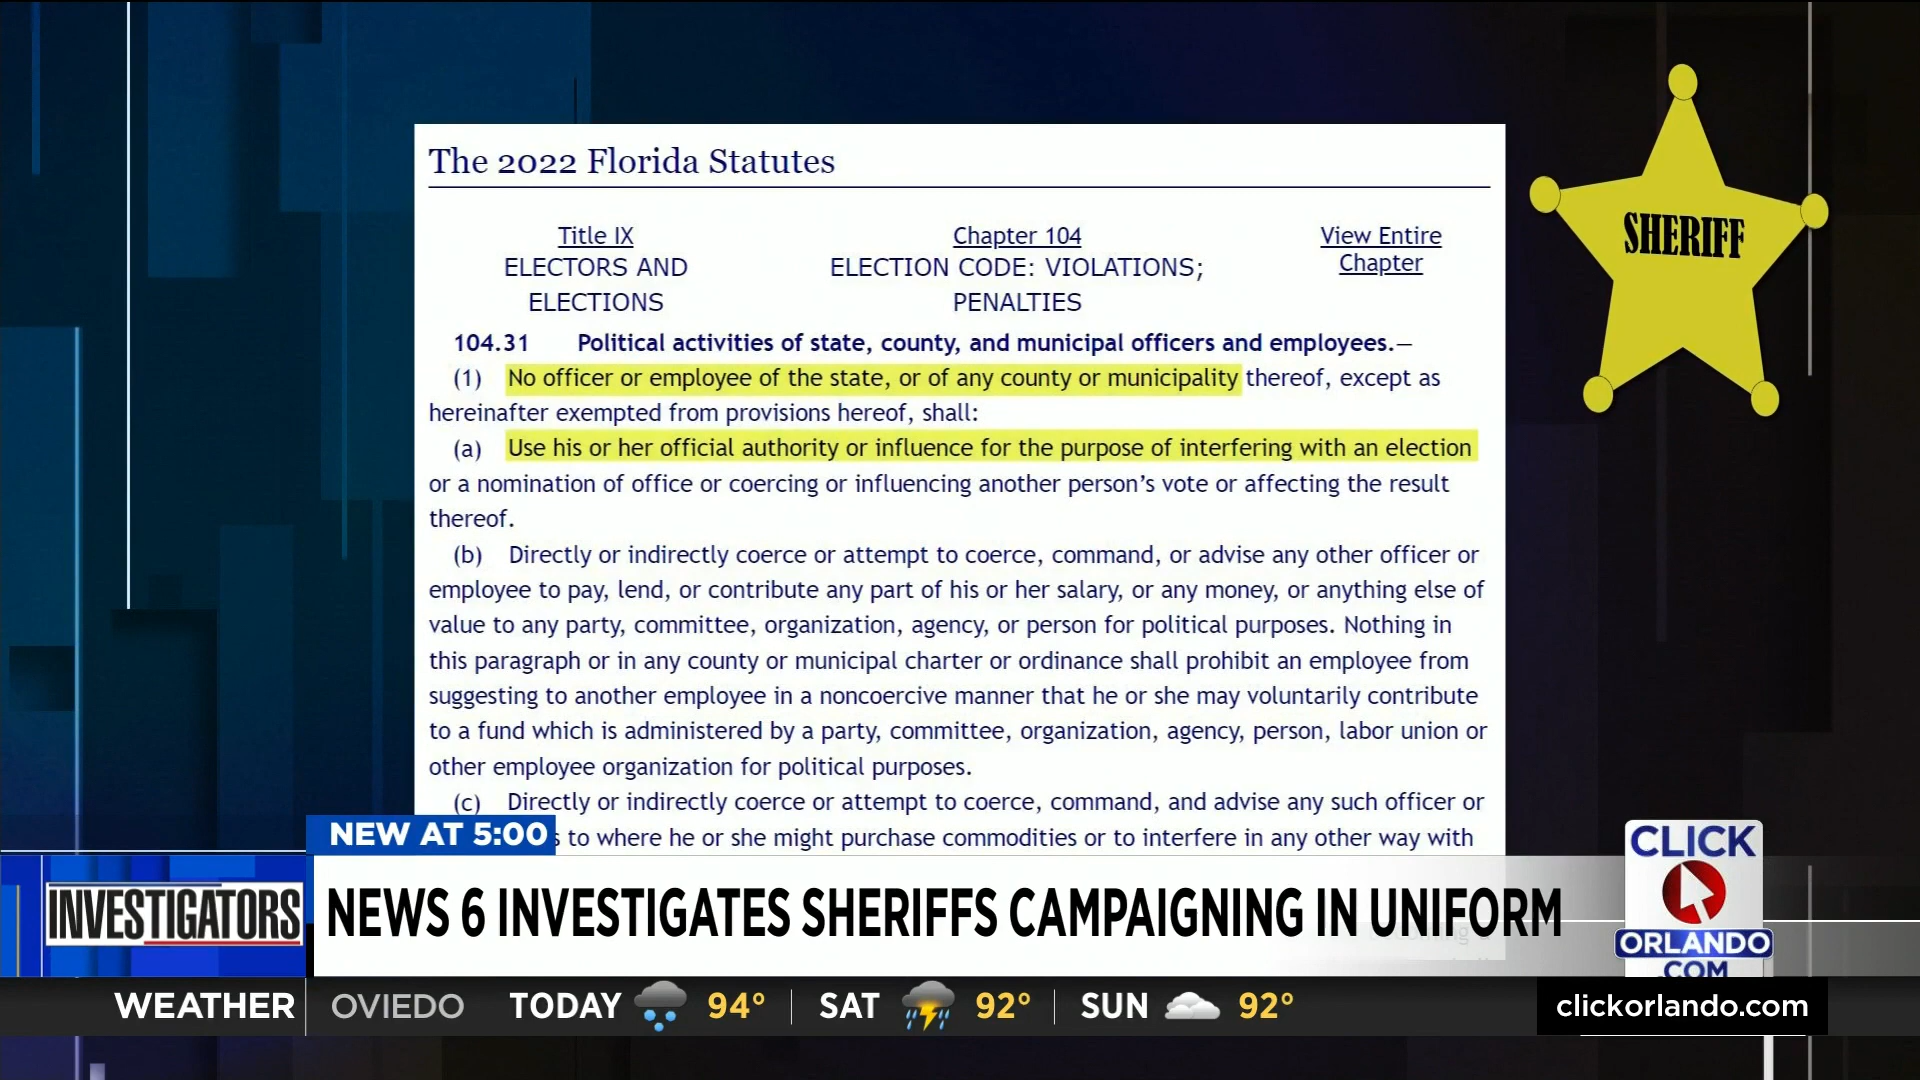 The 2022 Florida Statutes
Title IX
ELECTORS AND
ELECTIONS
Chapter 104
ELECTION CODE: VIOLATIONS;
PENALTIES
View Entire
Chapter
SHERIFF
104.31 Political activities of state, county, and municipal officers and employees.—
(1) No officer or employee of the state, or of any county or municipality thereof, except as
hereinafter exempted from provisions hereof, shall:
(a) Use his or her official authority or influence for the purpose of interfering with an election
or a nomination of office or coercing or influencing another person’s vote or affecting the result
thereof.
(b) Directly or indirectly coerce or attempt to coerce, command, or advise any other officer or
employee to pay, lend, or contribute any part of his or her salary, or any money, or anything else of
value to any party, committee, organization, agency, or person for political purposes. Nothing in
this paragraph or in any county or municipal charter or ordinance shall prohibit an employee from
suggesting to another employee in a noncoercive manner that he or she may voluntarily contribute
to a fund which is administered by a party, committee, organization, agency, person, labor union or
other employee organization for political purposes.
(c) Directly or indirectly coerce or attempt to coerce, command, and advise any such officer or
to where he or she might purchase commodities or to interfere in any other way with
NEW AT 5:00
INVESTIGATORS
NEWS 6 INVESTIGATES SHERIFFS CAMPAIGNING IN UNIFORM
CLICK
ORLANDO
.COM
WEATHER OVIEDO TODAY 94° SAT 92° SUN 92°
clickorlando.com